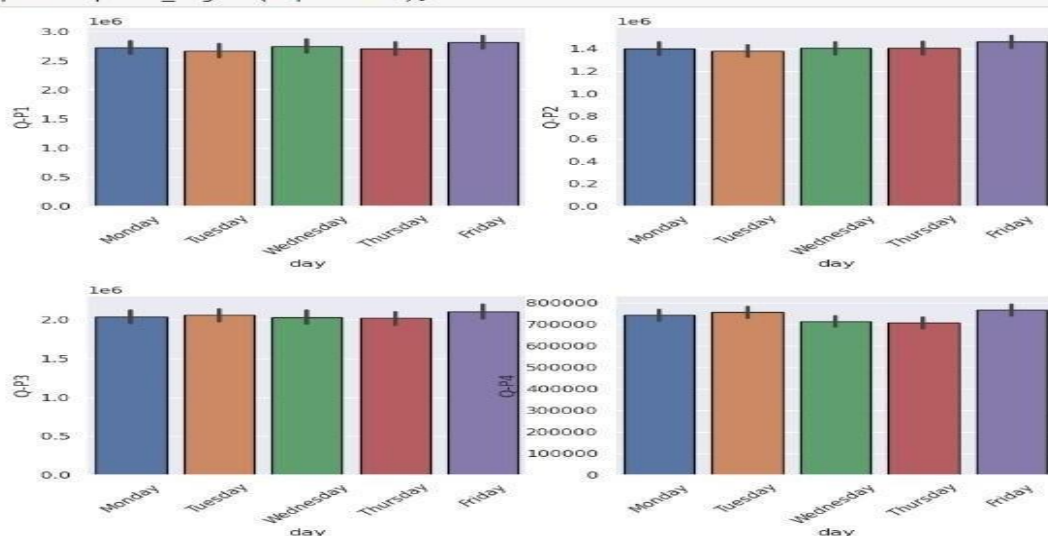 1e6
3.0
2.5
2.0
1.5
1.0
0.5
0.0
Q-P1
Monday
Tuesday
Wednesday
Thursday
Friday
day
1e6
1.4
1.2
1.0
0.8
0.6
0.4
0.2
0.0
Q-P2
Monday
Tuesday
Wednesday
Thursday
Friday
day
1e6
2.0
1.5
1.0
0.5
0.0
Q-P3
Monday
Tuesday
Wednesday
Thursday
Friday
day
800000
700000
600000
500000
400000
300000
200000
100000
0
Q-P4
Monday
Tuesday
Wednesday
Thursday
Friday
day